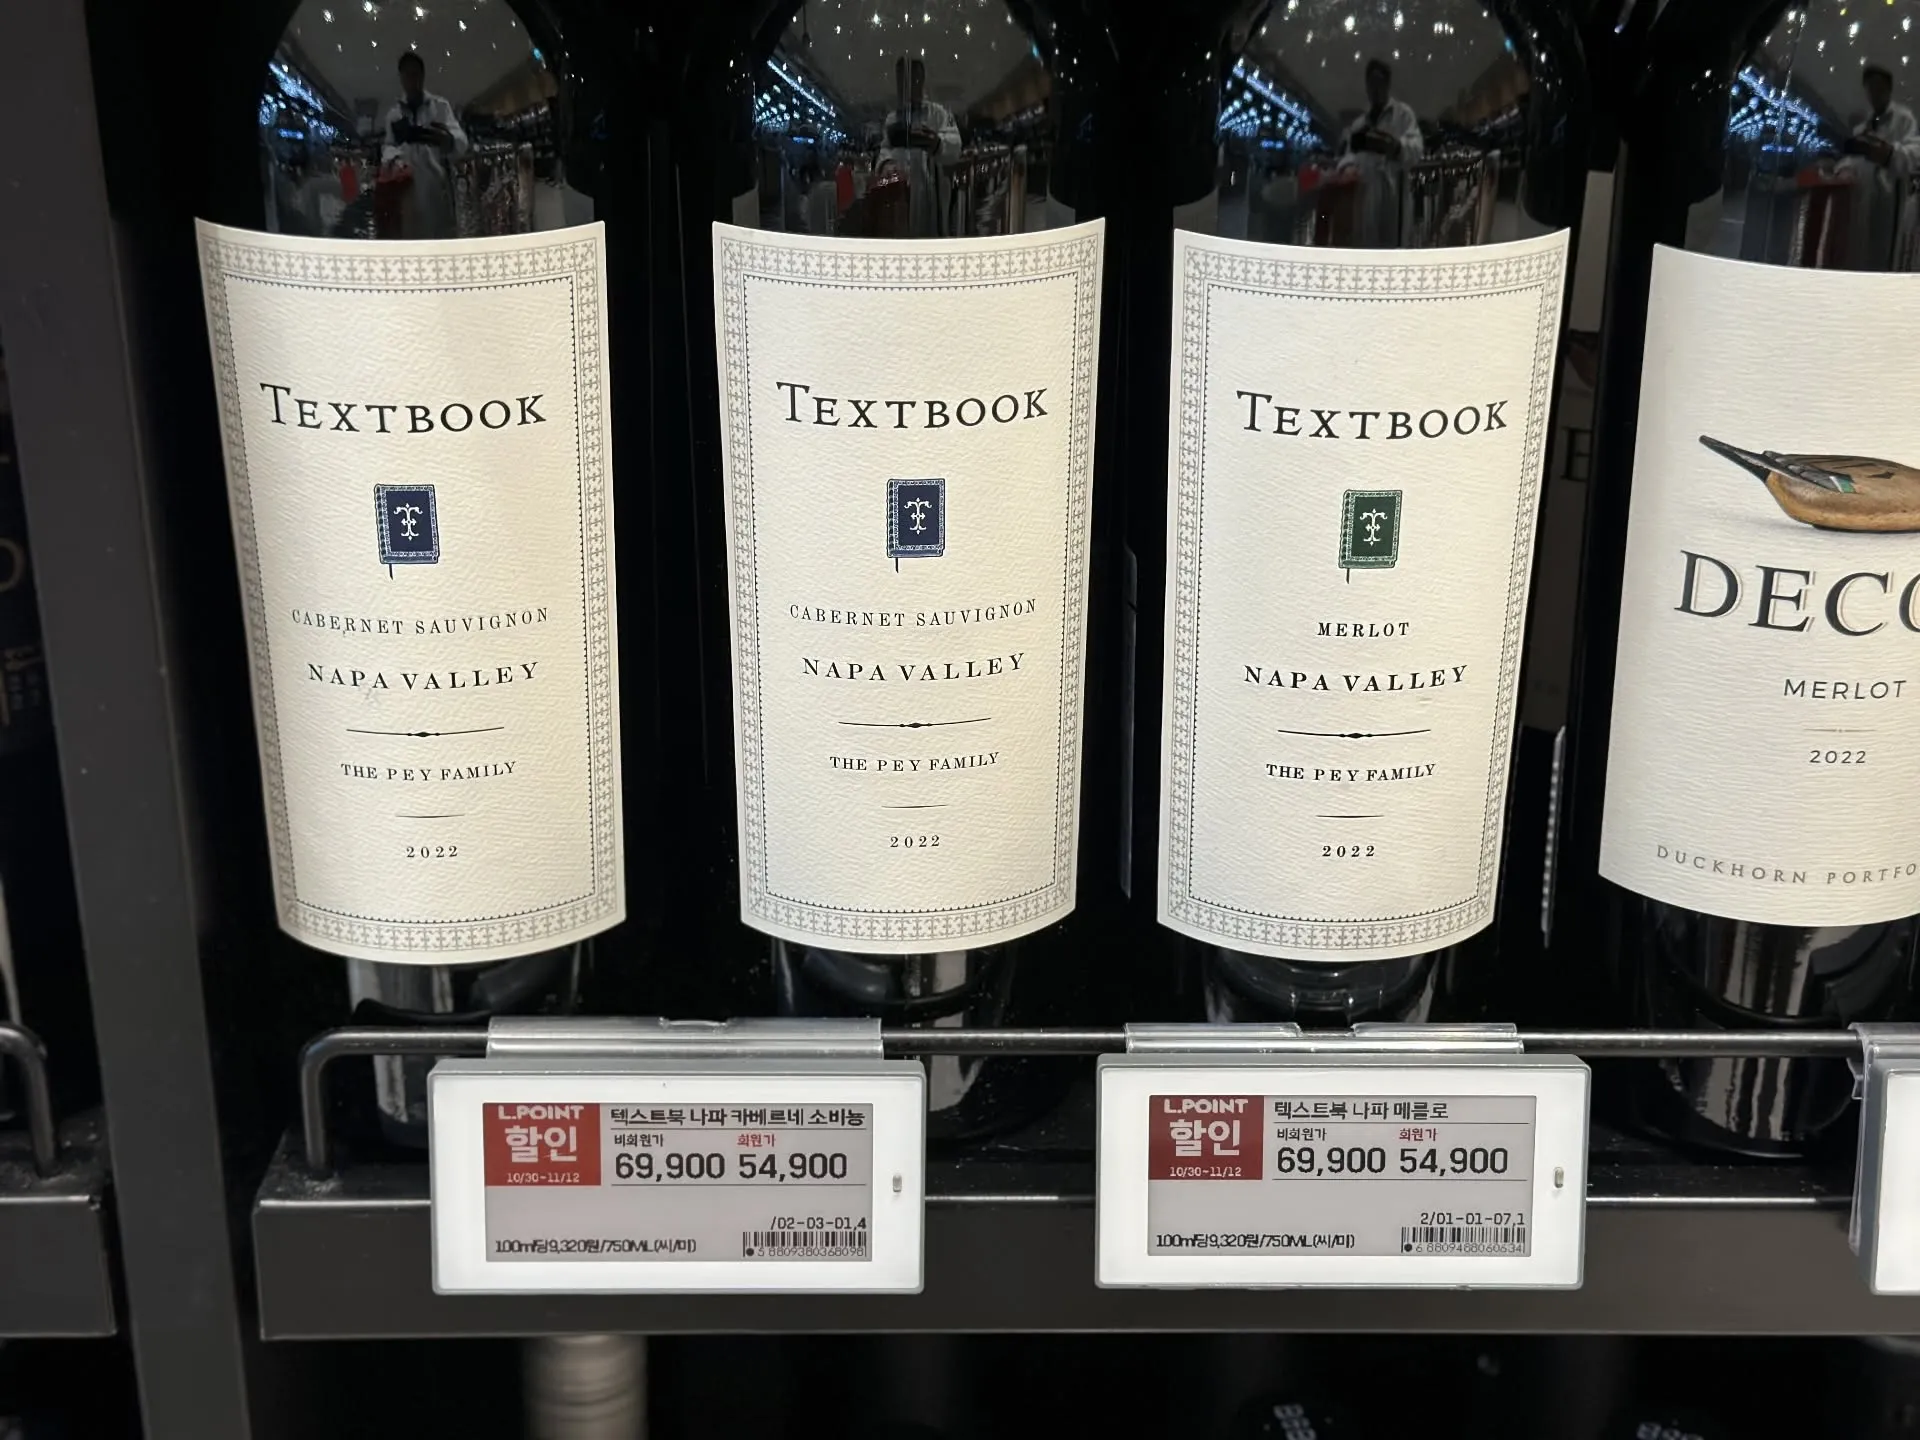 TEXTBOOK
CABERNET SAUVIGNON
NAPA VALLEY
THE PEY FAMILY
2022
TEXTBOOK
CABERNET SAUVIGNON
NAPA VALLEY
THE PEY FAMILY
2022
TEXTBOOK
MERLOT
NAPA VALLEY
THE PEY FAMILY
2022
DECO
MERLOT
2022
DUCKHORN PORTFO
L.POINT
할인
10/30~11/12
텍스트북 나파 카베르네 소비뇽
비회원가 회원가
69,900 54,900
/02-03-01,4
100ml당9,320원/750ML(씨/미)
5 880938036809
L.POINT
할인
10/30~11/12
텍스트북 나파 메를로
비회원가 회원가
69,900 54,900
2/01-01-07,1
100ml당9,320원/750ML(씨/미)
6 880948806063